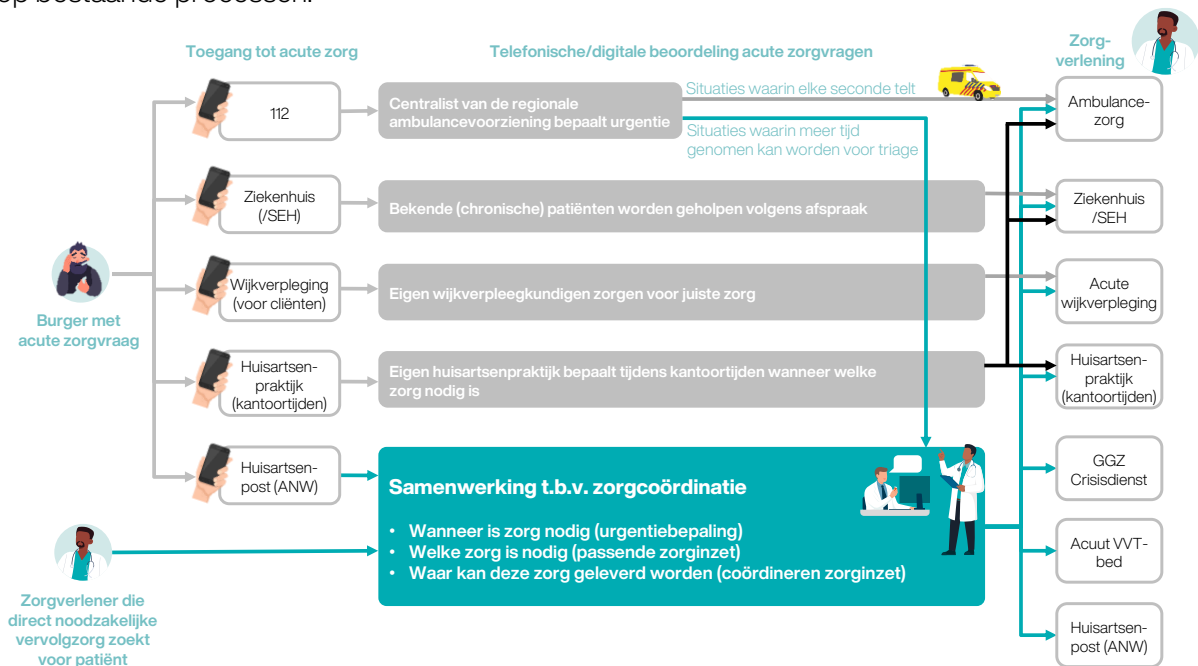 op bestaande processen.
Toegang tot acute zorg
Telefonische/digitale beoordeling acute zorgvragen
Zorg-
verlening
112
Centralist van de regionale
ambulancevoorziening bepaalt urgentie
Situaties waarin elke seconde telt
Situaties waarin meer tijd
genomen kan worden voor triage
Ambulance-
zorg
Ziekenhuis
(/SEH)
Bekende (chronische) patiënten worden geholpen volgens afspraak
Ziekenhuis
/SEH
Burger met
acute zorgvraag
Wijkverpleging
(voor cliënten)
Eigen wijkverpleegkundigen zorgen voor juiste zorg
Acute
wijkverpleging
Huisartsen-
praktijk
(kantoortijden)
Eigen huisartsenpraktijk bepaalt tijdens kantoortijden wanneer welke
zorg nodig is
Huisartsen-
praktijk
(kantoortijden)
Huisartsen-
post (ANW)
Samenwerking t.b.v. zorgcoördinatie
• Wanneer is zorg nodig (urgentiebepaling)
• Welke zorg is nodig (passende zorginzet)
• Waar kan deze zorg geleverd worden (coördineren zorginzet)
GGZ
Crisisdienst
Acuut VVT-
bed
Huisartsen-
post (ANW)
Zorgverlener die
direct noodzakelijke
vervolgzorg zoekt
voor patiënt